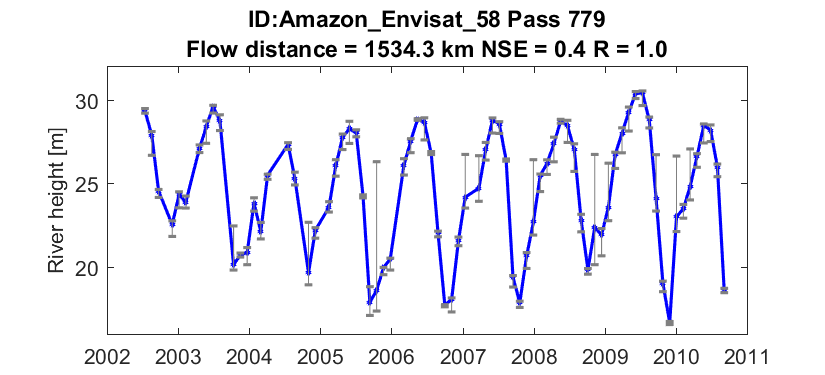 ID:Amazon_Envisat_58 Pass 779
Flow distance = 1534.3 km NSE = 0.4 R = 1.0
River height [m]
30
25
20
2002 2003 2004 2005 2006 2007 2008 2009 2010 2011